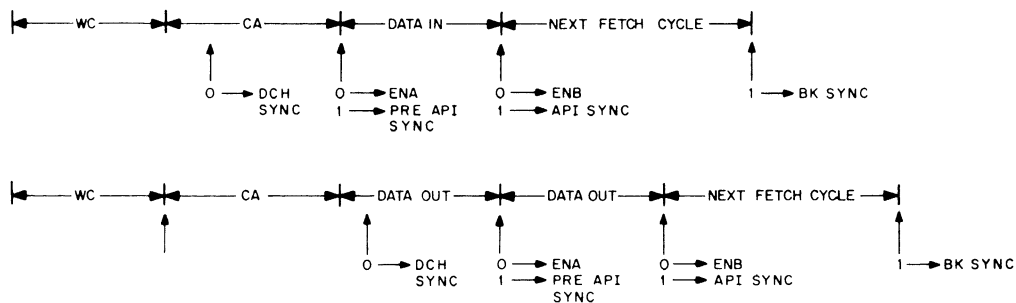 WC CA DATA IN NEXT FETCH CYCLE
0 → DCH SYNC
0 → ENA
1 → PRE API SYNC
0 → ENB
1 → API SYNC
1 → BK SYNC
WC CA DATA OUT DATA OUT NEXT FETCH CYCLE
0 → DCH SYNC
0 → ENA
1 → PRE API SYNC
0 → ENB
1 → API SYNC
1 → BK SYNC